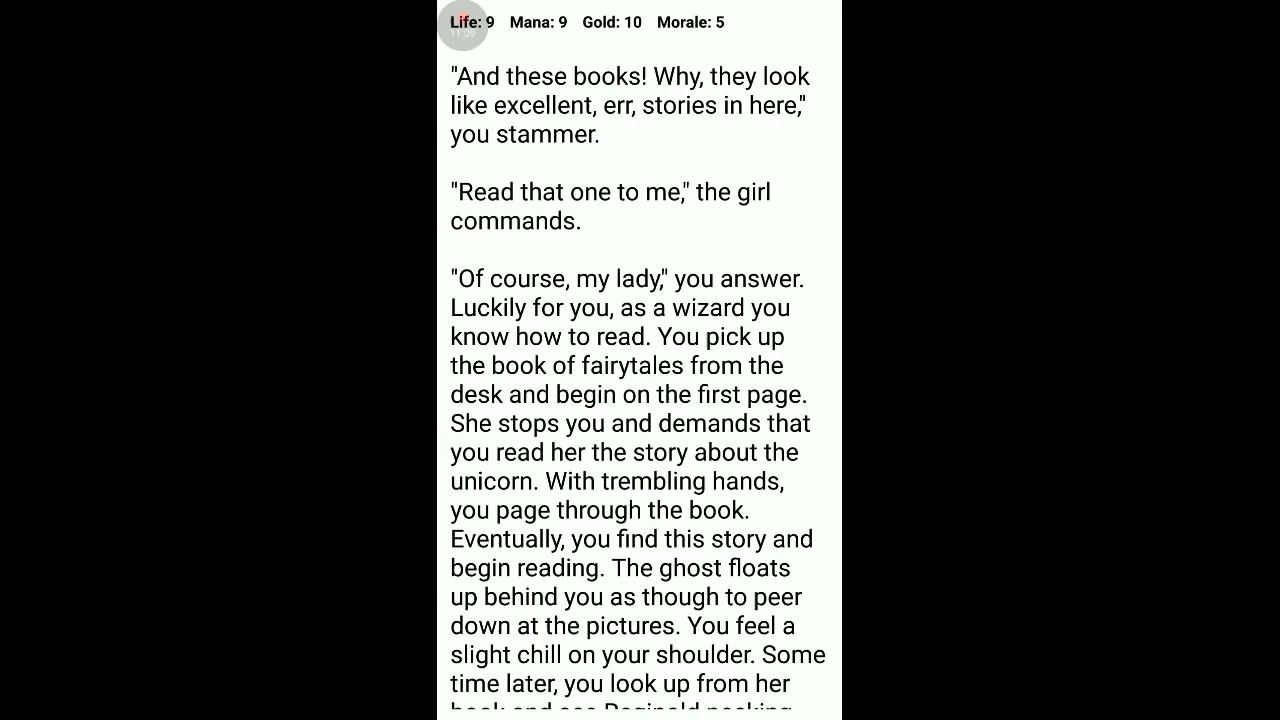 Life: 9 Mana: 9 Gold: 10 Morale: 5
11:09
"And these books! Why, they look
like excellent, err, stories in here,"
you stammer.
"Read that one to me," the girl
commands.
"Of course, my lady," you answer.
Luckily for you, as a wizard you
know how to read. You pick up
the book of fairytales from the
desk and begin on the first page.
She stops you and demands that
you read her the story about the
unicorn. With trembling hands,
you page through the book.
Eventually, you find this story and
begin reading. The ghost floats
up behind you as though to peer
down at the pictures. You feel a
slight chill on your shoulder. Some
time later, you look up from her
book and see Reginald